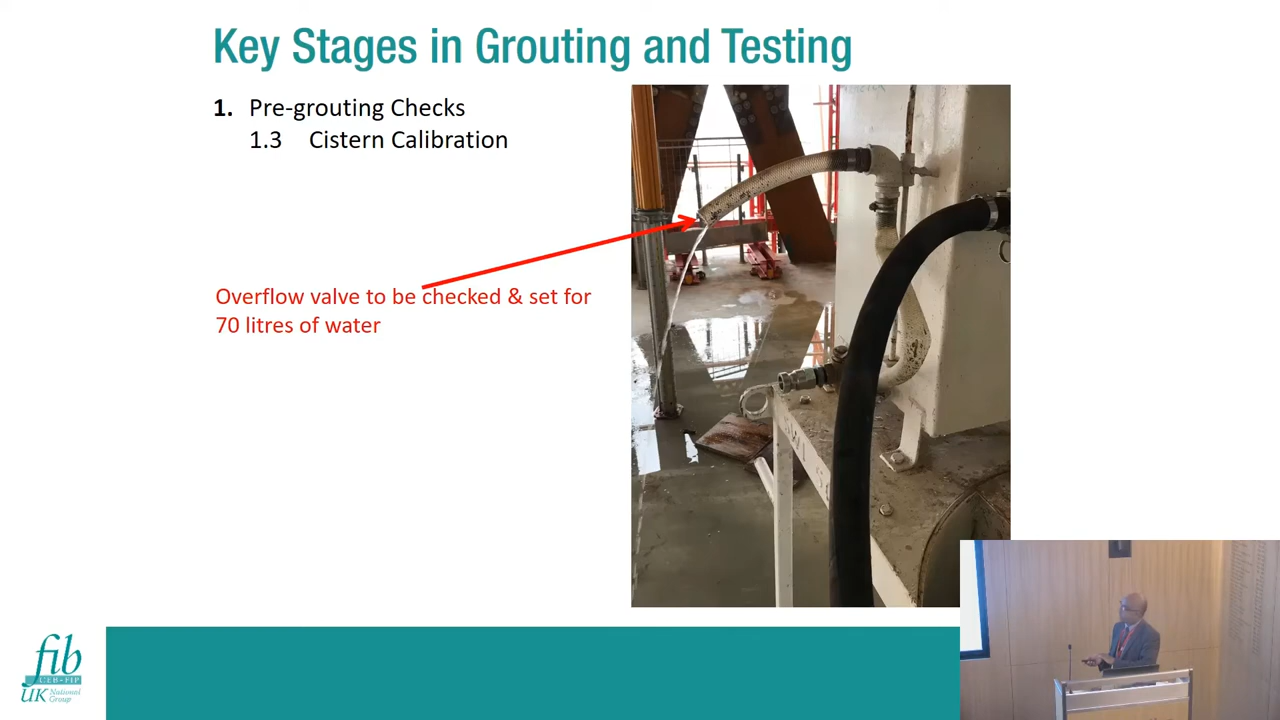 Key Stages in Grouting and Testing
1. Pre-grouting Checks
1.3 Cistern Calibration
Overflow valve to be checked & set for
70 litres of water
fib
CEB-FIP
UK National
Group